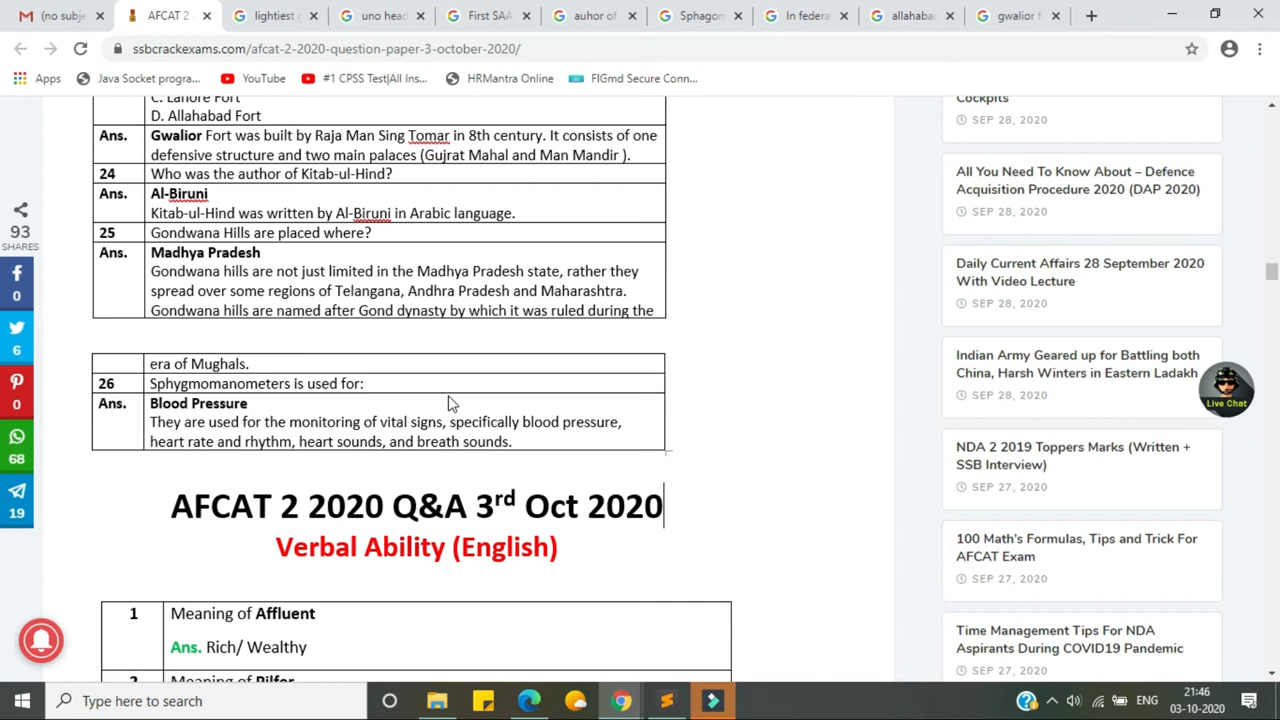 (no subje
AFCAT 2
lightiest g
uno head
First SAA
auhor of
Sphagom
In federa
allahabad
gwalior f
ssbcrackexams.com/afcat-2-2020-question-paper-3-october-2020/
Apps
Java Socket progra...
YouTube
#1 CPSS Test|All Ins...
HRMantra Online
FIGmd Secure Conn...
C. Lahore Fort
D. Allahabad Fort
Ans. Gwalior Fort was built by Raja Man Sing Tomar in 8th century. It consists of one
defensive structure and two main palaces (Gujrat Mahal and Man Mandir ).
24 Who was the author of Kitab-ul-Hind?
Ans. Al-Biruni
Kitab-ul-Hind was written by Al-Biruni in Arabic language.
25 Gondwana Hills are placed where?
Ans. Madhya Pradesh
Gondwana hills are not just limited in the Madhya Pradesh state, rather they
spread over some regions of Telangana, Andhra Pradesh and Maharashtra.
Gondwana hills are named after Gond dynasty by which it was ruled during the
era of Mughals.
26 Sphygmomanometers is used for:
Ans. Blood Pressure
They are used for the monitoring of vital signs, specifically blood pressure,
heart rate and rhythm, heart sounds, and breath sounds.
AFCAT 2 2020 Q&A 3rd Oct 2020
Verbal Ability (English)
1 Meaning of Affluent
Ans. Rich/ Wealthy
2 Meaning of Pilfer
93
SHARES
0
6
0
68
19
Cockpits
SEP 28, 2020
All You Need To Know About – Defence
Acquisition Procedure 2020 (DAP 2020)
SEP 28, 2020
Daily Current Affairs 28 September 2020
With Video Lecture
SEP 28, 2020
Indian Army Geared up for Battling both
China, Harsh Winters in Eastern Ladakh
SEP 28, 2020
Live Chat
NDA 2 2019 Toppers Marks (Written +
SSB Interview)
SEP 27, 2020
100 Math's Formulas, Tips and Trick For
AFCAT Exam
SEP 27, 2020
Time Management Tips For NDA
Aspirants During COVID19 Pandemic
SEP 27, 2020
Type here to search
ENG
21:46
03-10-2020